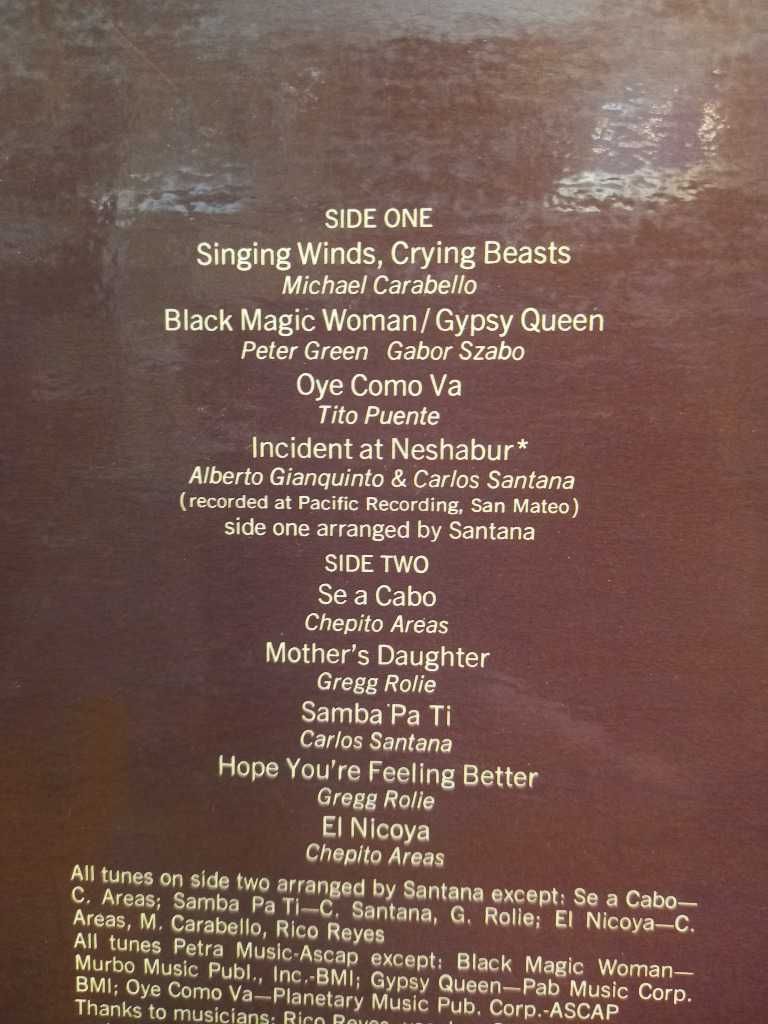 SIDE ONE
Singing Winds, Crying Beasts
Michael Carabello
Black Magic Woman/Gypsy Queen
Peter Green Gabor Szabo
Oye Como Va
Tito Puente
Incident at Neshabur*
Alberto Gianquinto & Carlos Santana
(recorded at Pacific Recording, San Mateo)
side one arranged by Santana
SIDE TWO
Se a Cabo
Chepito Areas
Mother's Daughter
Gregg Rolie
Samba Pa Ti
Carlos Santana
Hope You're Feeling Better
Gregg Rolie
El Nicoya
Chepito Areas
All tunes on side two arranged by Santana except: Se a Cabo—
C. Areas; Samba Pa Ti—C. Santana, G. Rolie; El Nicoya—C.
Areas, M. Carabello, Rico Reyes
All tunes Petra Music-Ascap except: Black Magic Woman—
Murbo Music Publ., Inc.-BMI; Gypsy Queen—Pab Music Corp.
BMI; Oye Como Va—Planetary Music Pub. Corp.-ASCAP
Thanks to musicians: Rico Reyes,